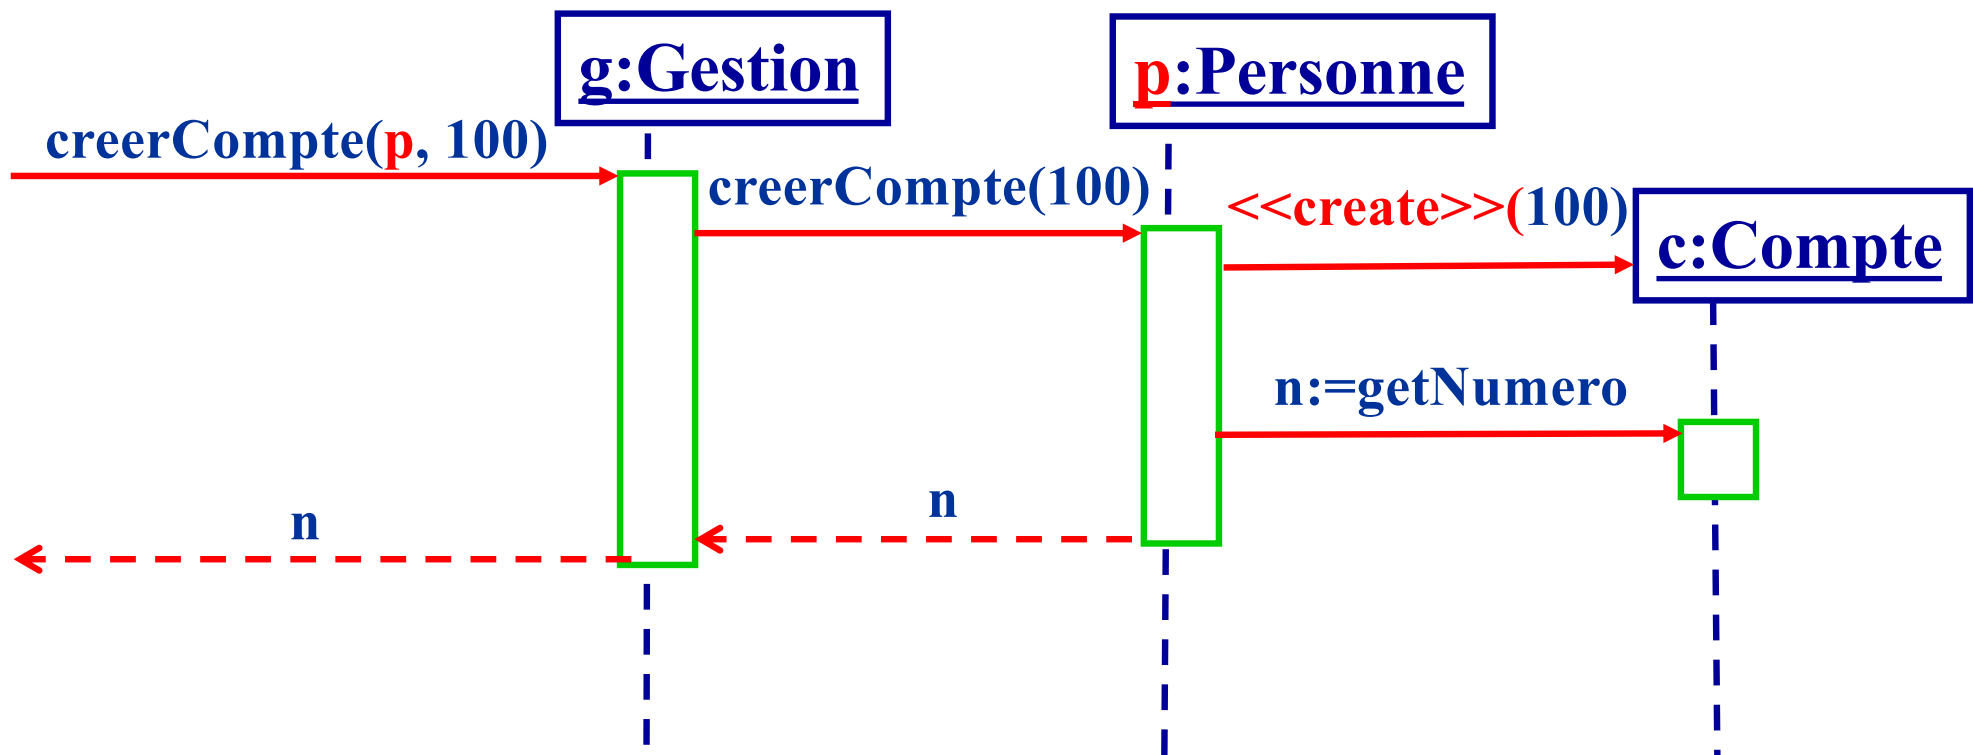 g:Gestion
p:Personne
creerCompte(p, 100)
creerCompte(100)
<<create>>(100)
c:Compte
n:=getNumero
n
n